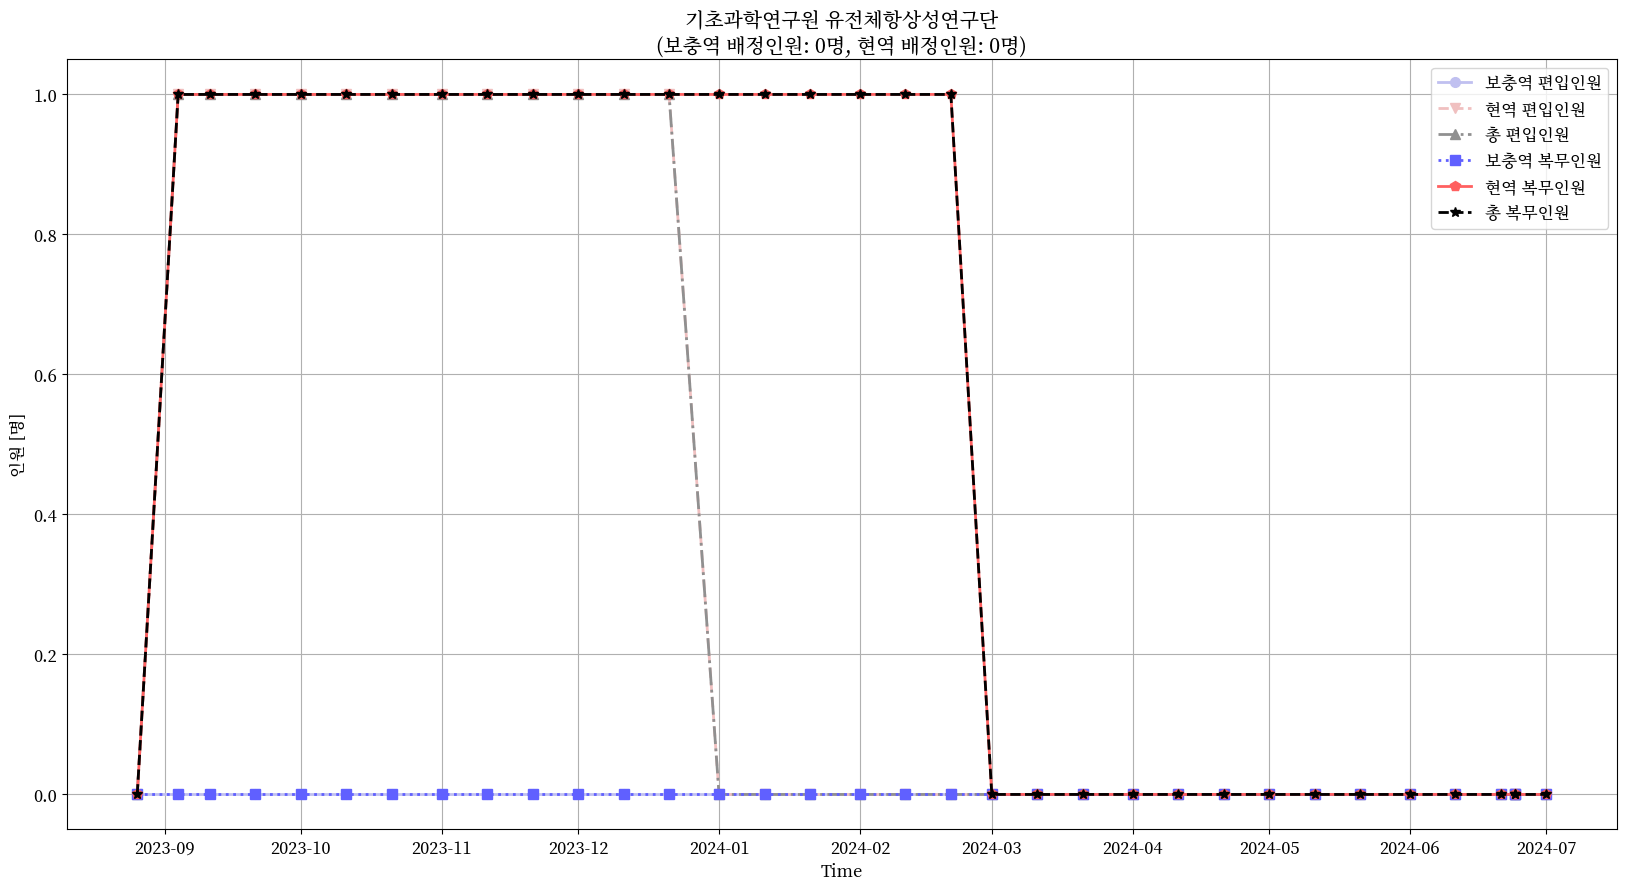 기초과학연구원 유전체항상성연구단
(보충역 배정인원: 0명, 현역 배정인원: 0명)
보충역 편입인원
현역 편입인원
총 편입인원
보충역 복무인원
현역 복무인원
총 복무인원
인원 [명]
1.0
0.8
0.6
0.4
0.2
0.0
2023-09
2023-10
2023-11
2023-12
2024-01
2024-02
2024-03
2024-04
2024-05
2024-06
2024-07
Time